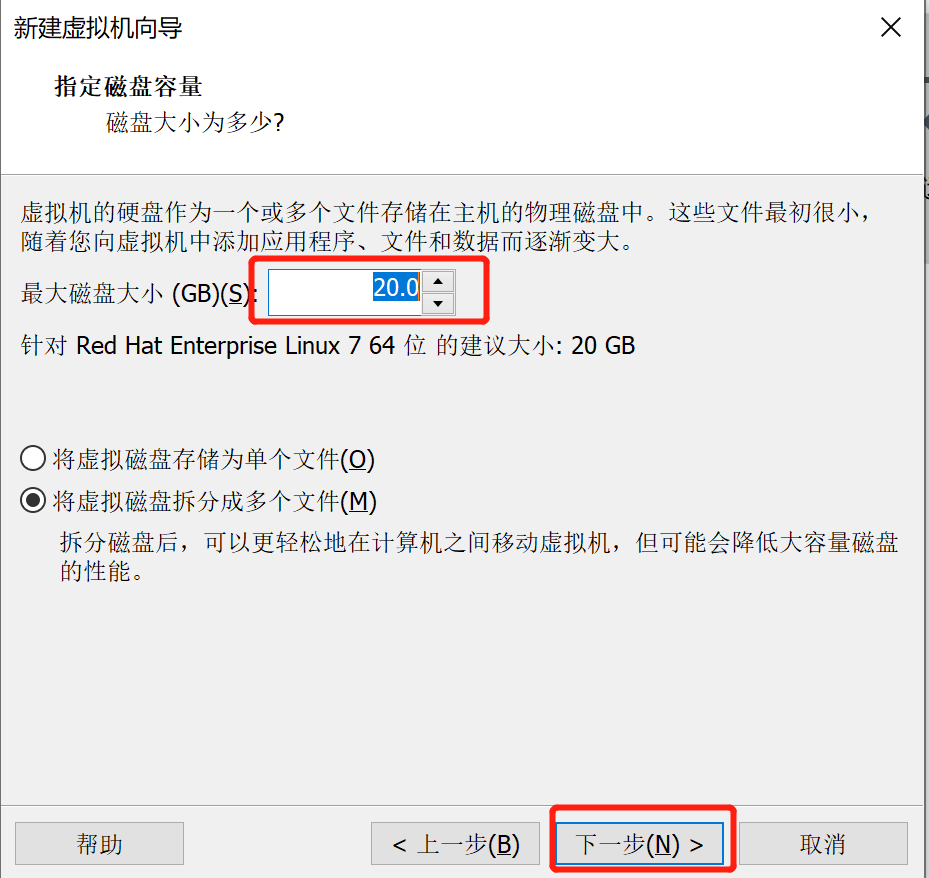 新建虚拟机向导
指定磁盘容量
磁盘大小为多少?
虚拟机的硬盘作为一个或多个文件存储在主机的物理磁盘中。这些文件最初很小，
随着您向虚拟机中添加应用程序、文件和数据而逐渐变大。
最大磁盘大小 (GB)(S): 20.0
针对 Red Hat Enterprise Linux 7 64 位 的建议大小: 20 GB
将虚拟磁盘存储为单个文件(O)
将虚拟磁盘拆分成多个文件(M)
拆分磁盘后，可以更轻松地在计算机之间移动虚拟机，但可能会降低大容量磁盘
的性能。
帮助 < 上一步(B) 下一步(N) > 取消